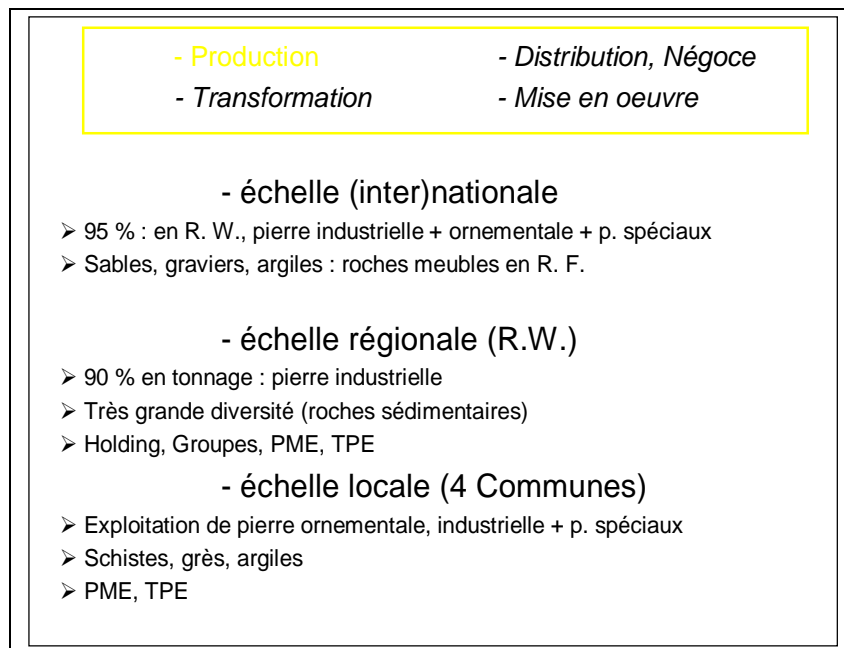 - Production - Distribution, Négoce
- Transformation - Mise en oeuvre
- échelle (inter)nationale
➢ 95 % : en R. W., pierre industrielle + ornementale + p. spéciaux
➢ Sables, graviers, argiles : roches meubles en R. F.
- échelle régionale (R.W.)
➢ 90 % en tonnage : pierre industrielle
➢ Très grande diversité (roches sédimentaires)
➢ Holding, Groupes, PME, TPE
- échelle locale (4 Communes)
➢ Exploitation de pierre ornementale, industrielle + p. spéciaux
➢ Schistes, grès, argiles
➢ PME, TPE